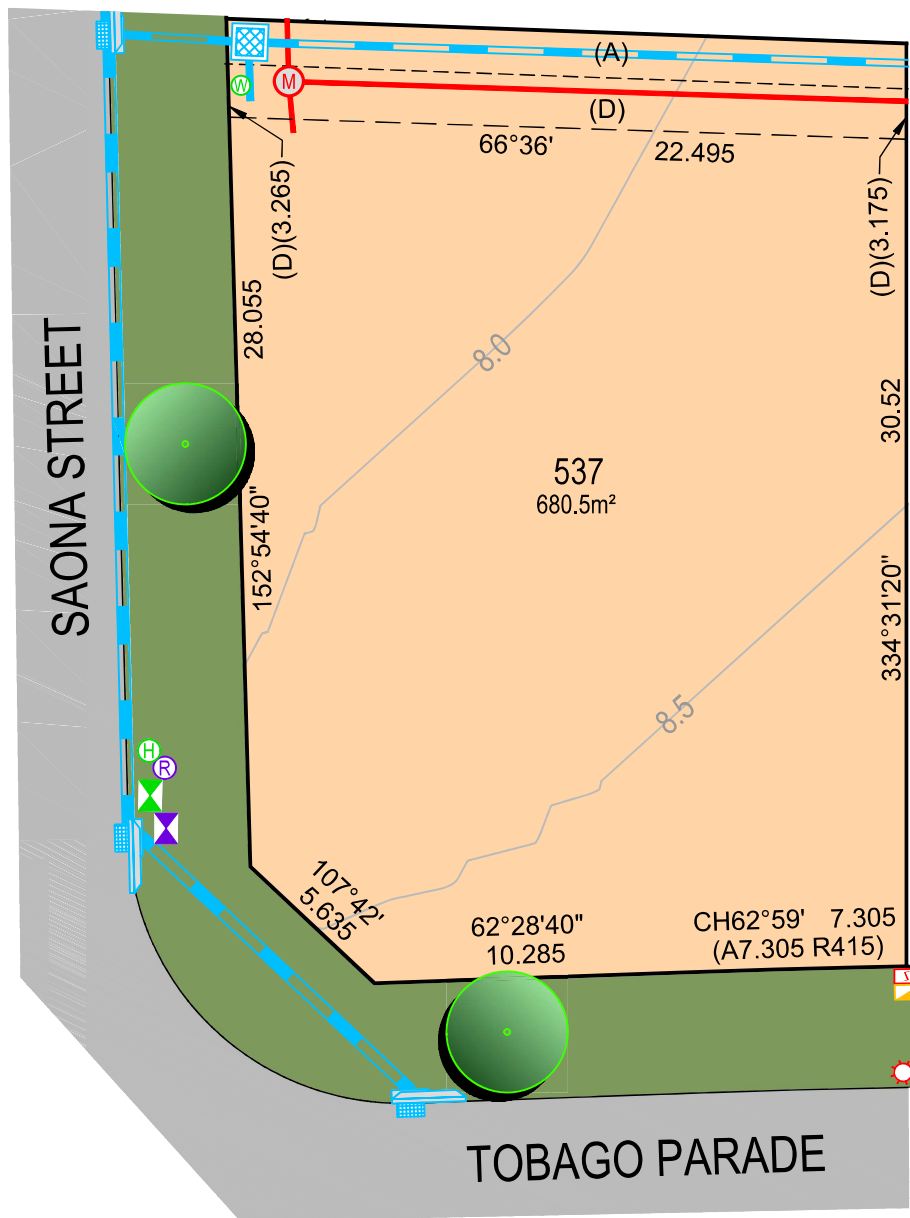 (A)
W
M
(D)
66°36' 22.495
(D)(3.265)
(D)(3.175)
28.055
8.0
SAONA STREET
30.52
537
680.5m²
152°54'40"
334°31'20"
8.5
H
R
107°42'
5.635
62°28'40"
10.285
CH62°59' 7.305
(A7.305 R415)
TOBAGO PARADE